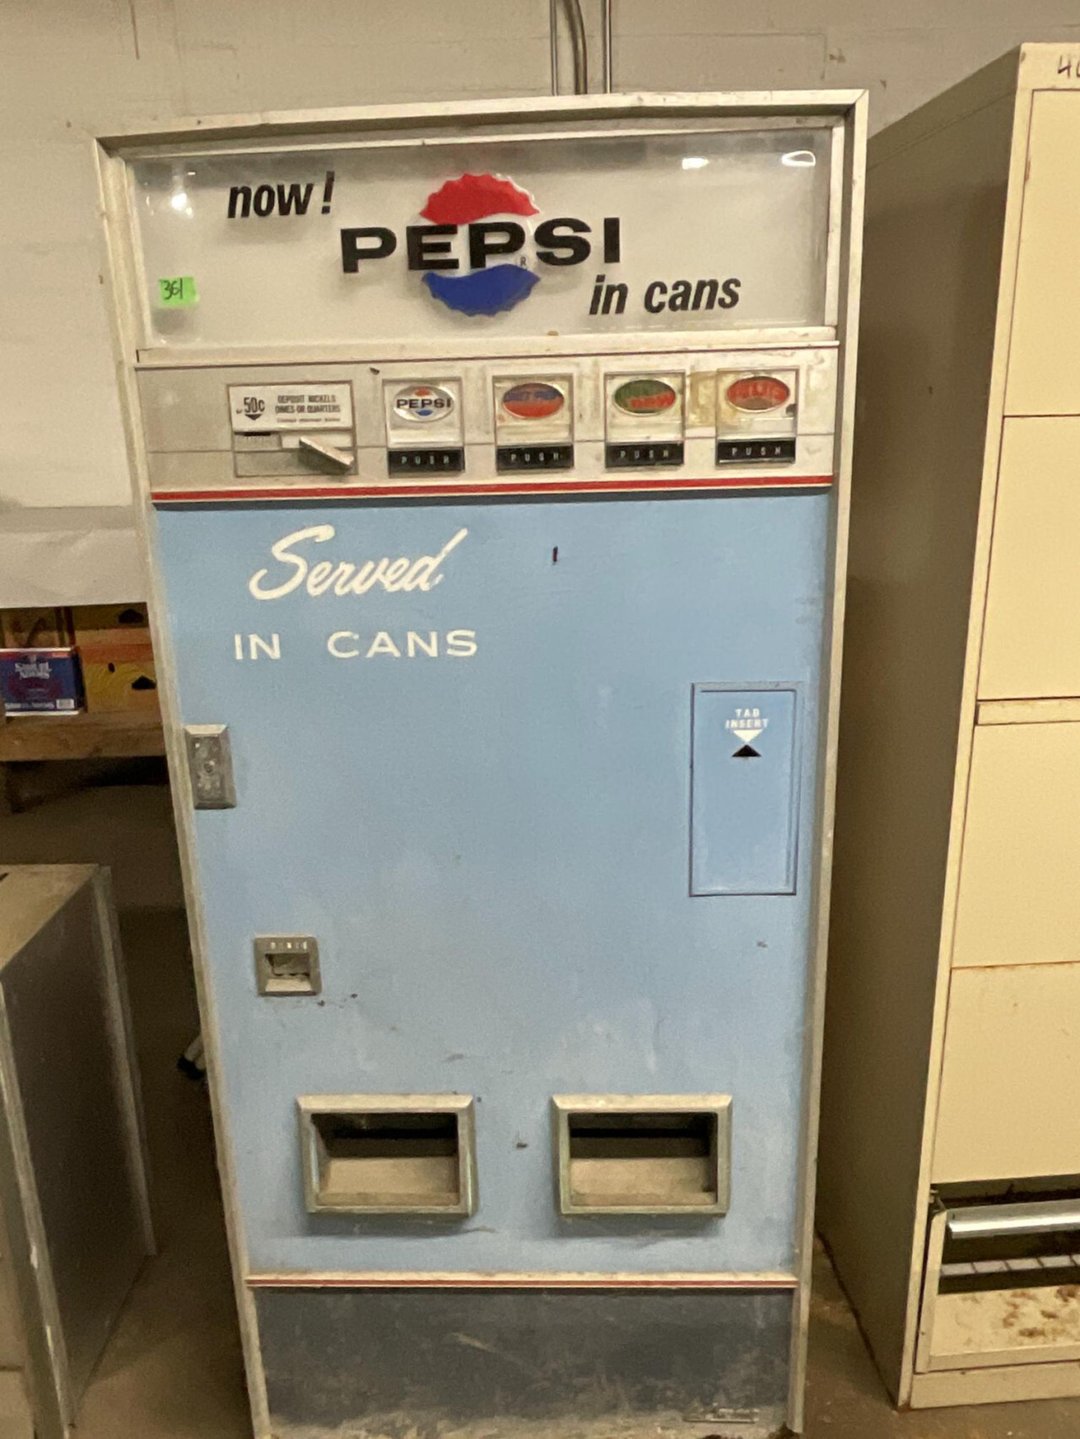 now!
PEPSI
R
in cans
361
50¢
DEPOSIT NICKELS
DIMES OR QUARTERS
PEPSI
PUSH
PUSH
PUSH
PUSH
Served
IN CANS
TAB
INSERT
40